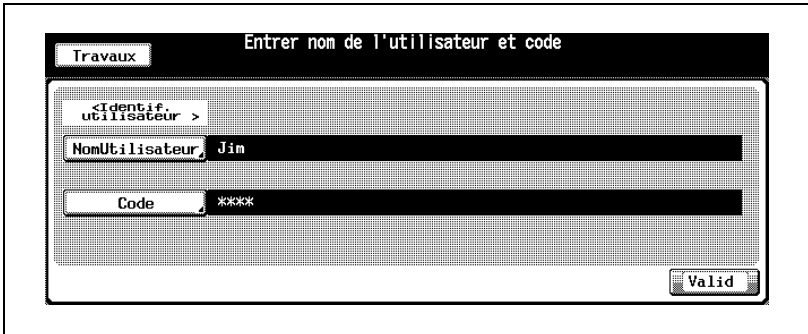 Entrer nom de l'utilisateur et code
Travaux
<Identif.
utilisateur >
NomUtilisateur Jim
Code ****
Valid